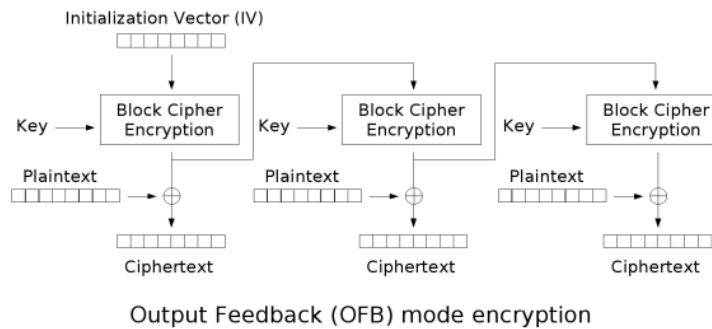 Initialization Vector (IV)
Key
Block Cipher
Encryption
Key
Block Cipher
Encryption
Key
Block Cipher
Encryption
Plaintext
Plaintext
Plaintext
Ciphertext
Ciphertext
Ciphertext
Output Feedback (OFB) mode encryption